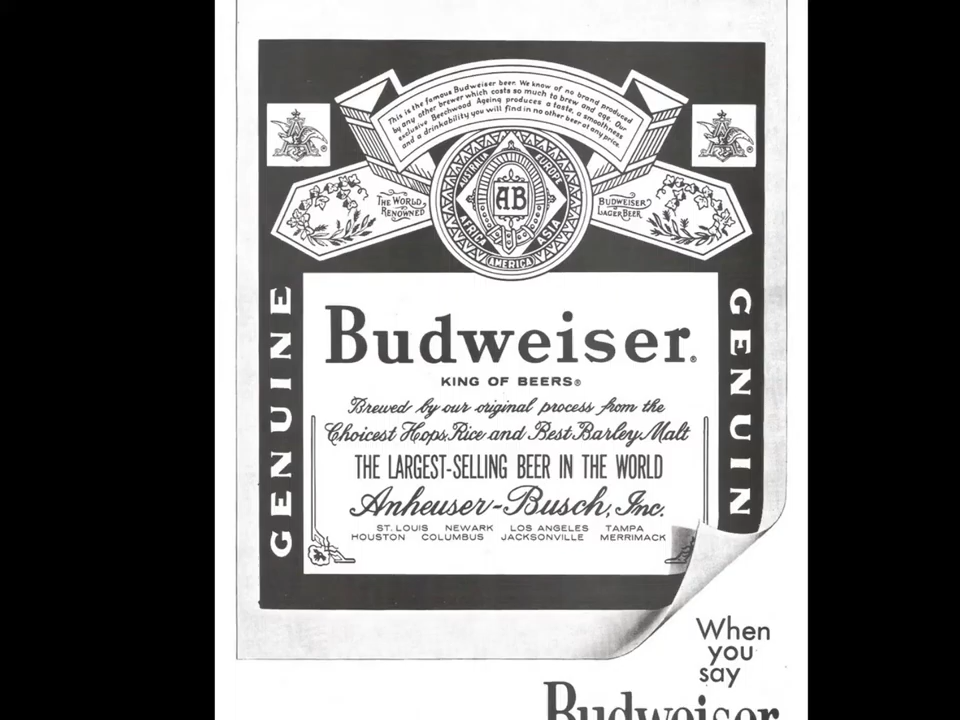 This is the famous Budweiser beer. We know of no brand produced
by any other brewer which costs so much to brew and age. Our
exclusive Beechwood Ageing produces a taste, a smoothness
and a drinkability you will find in no other beer at any price.
AUSTRALIA EUROPE
AFRICA ASIA
AMERICA
AB
THE WORLD
RENOWNED
BUDWEISER
LAGER BEER
GENUINE
GENUIN
Budweiser®
KING OF BEERS®
Brewed by our original process from the
Choicest Hops, Rice and Best Barley Malt
THE LARGEST-SELLING BEER IN THE WORLD
Anheuser-Busch, Inc.
ST. LOUIS NEWARK LOS ANGELES TAMPA
HOUSTON COLUMBUS JACKSONVILLE MERRIMACK
When
you
say
Budweiser